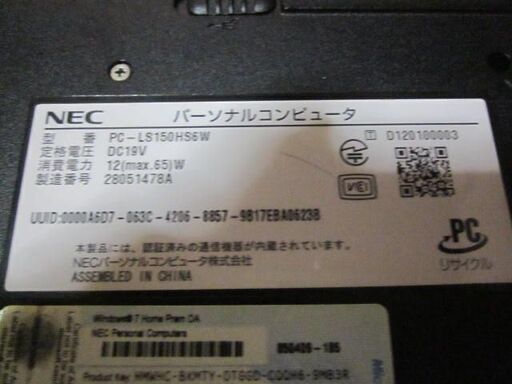 NEC パーソナルコンピュータ
型 番 PC-LS150HS6W
定格電圧 DC19V
消費電力 12(max.65)W
製造番号 28051478A
T D120100003
VCCI
UUID:0000A6D7-063C-4206-8857-9B17EBA0623B
本製品には、認証済みの通信機器が内蔵されています。
NECパーソナルコンピュータ株式会社
ASSEMBLED IN CHINA
PC
リサイクル
Windows® 7 Home Prem OA
NEC Personal Computers
Product Key: